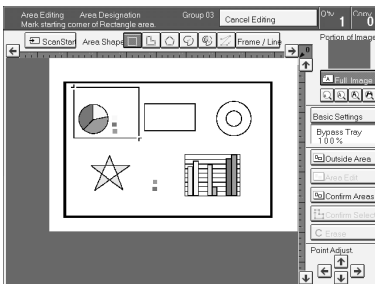 Area Editing Area Designation Group 03 Cancel Editing 1 Copy 0
Mark starting corner of Rectangle area.
ScanStart Area Shape Frame / Line Portion of Image
Full Image
Basic Settings
Bypass Tray
100%
Outside Area
Area Edit
Confirm Areas
Confirm Select
C Erase
Point Adjust.